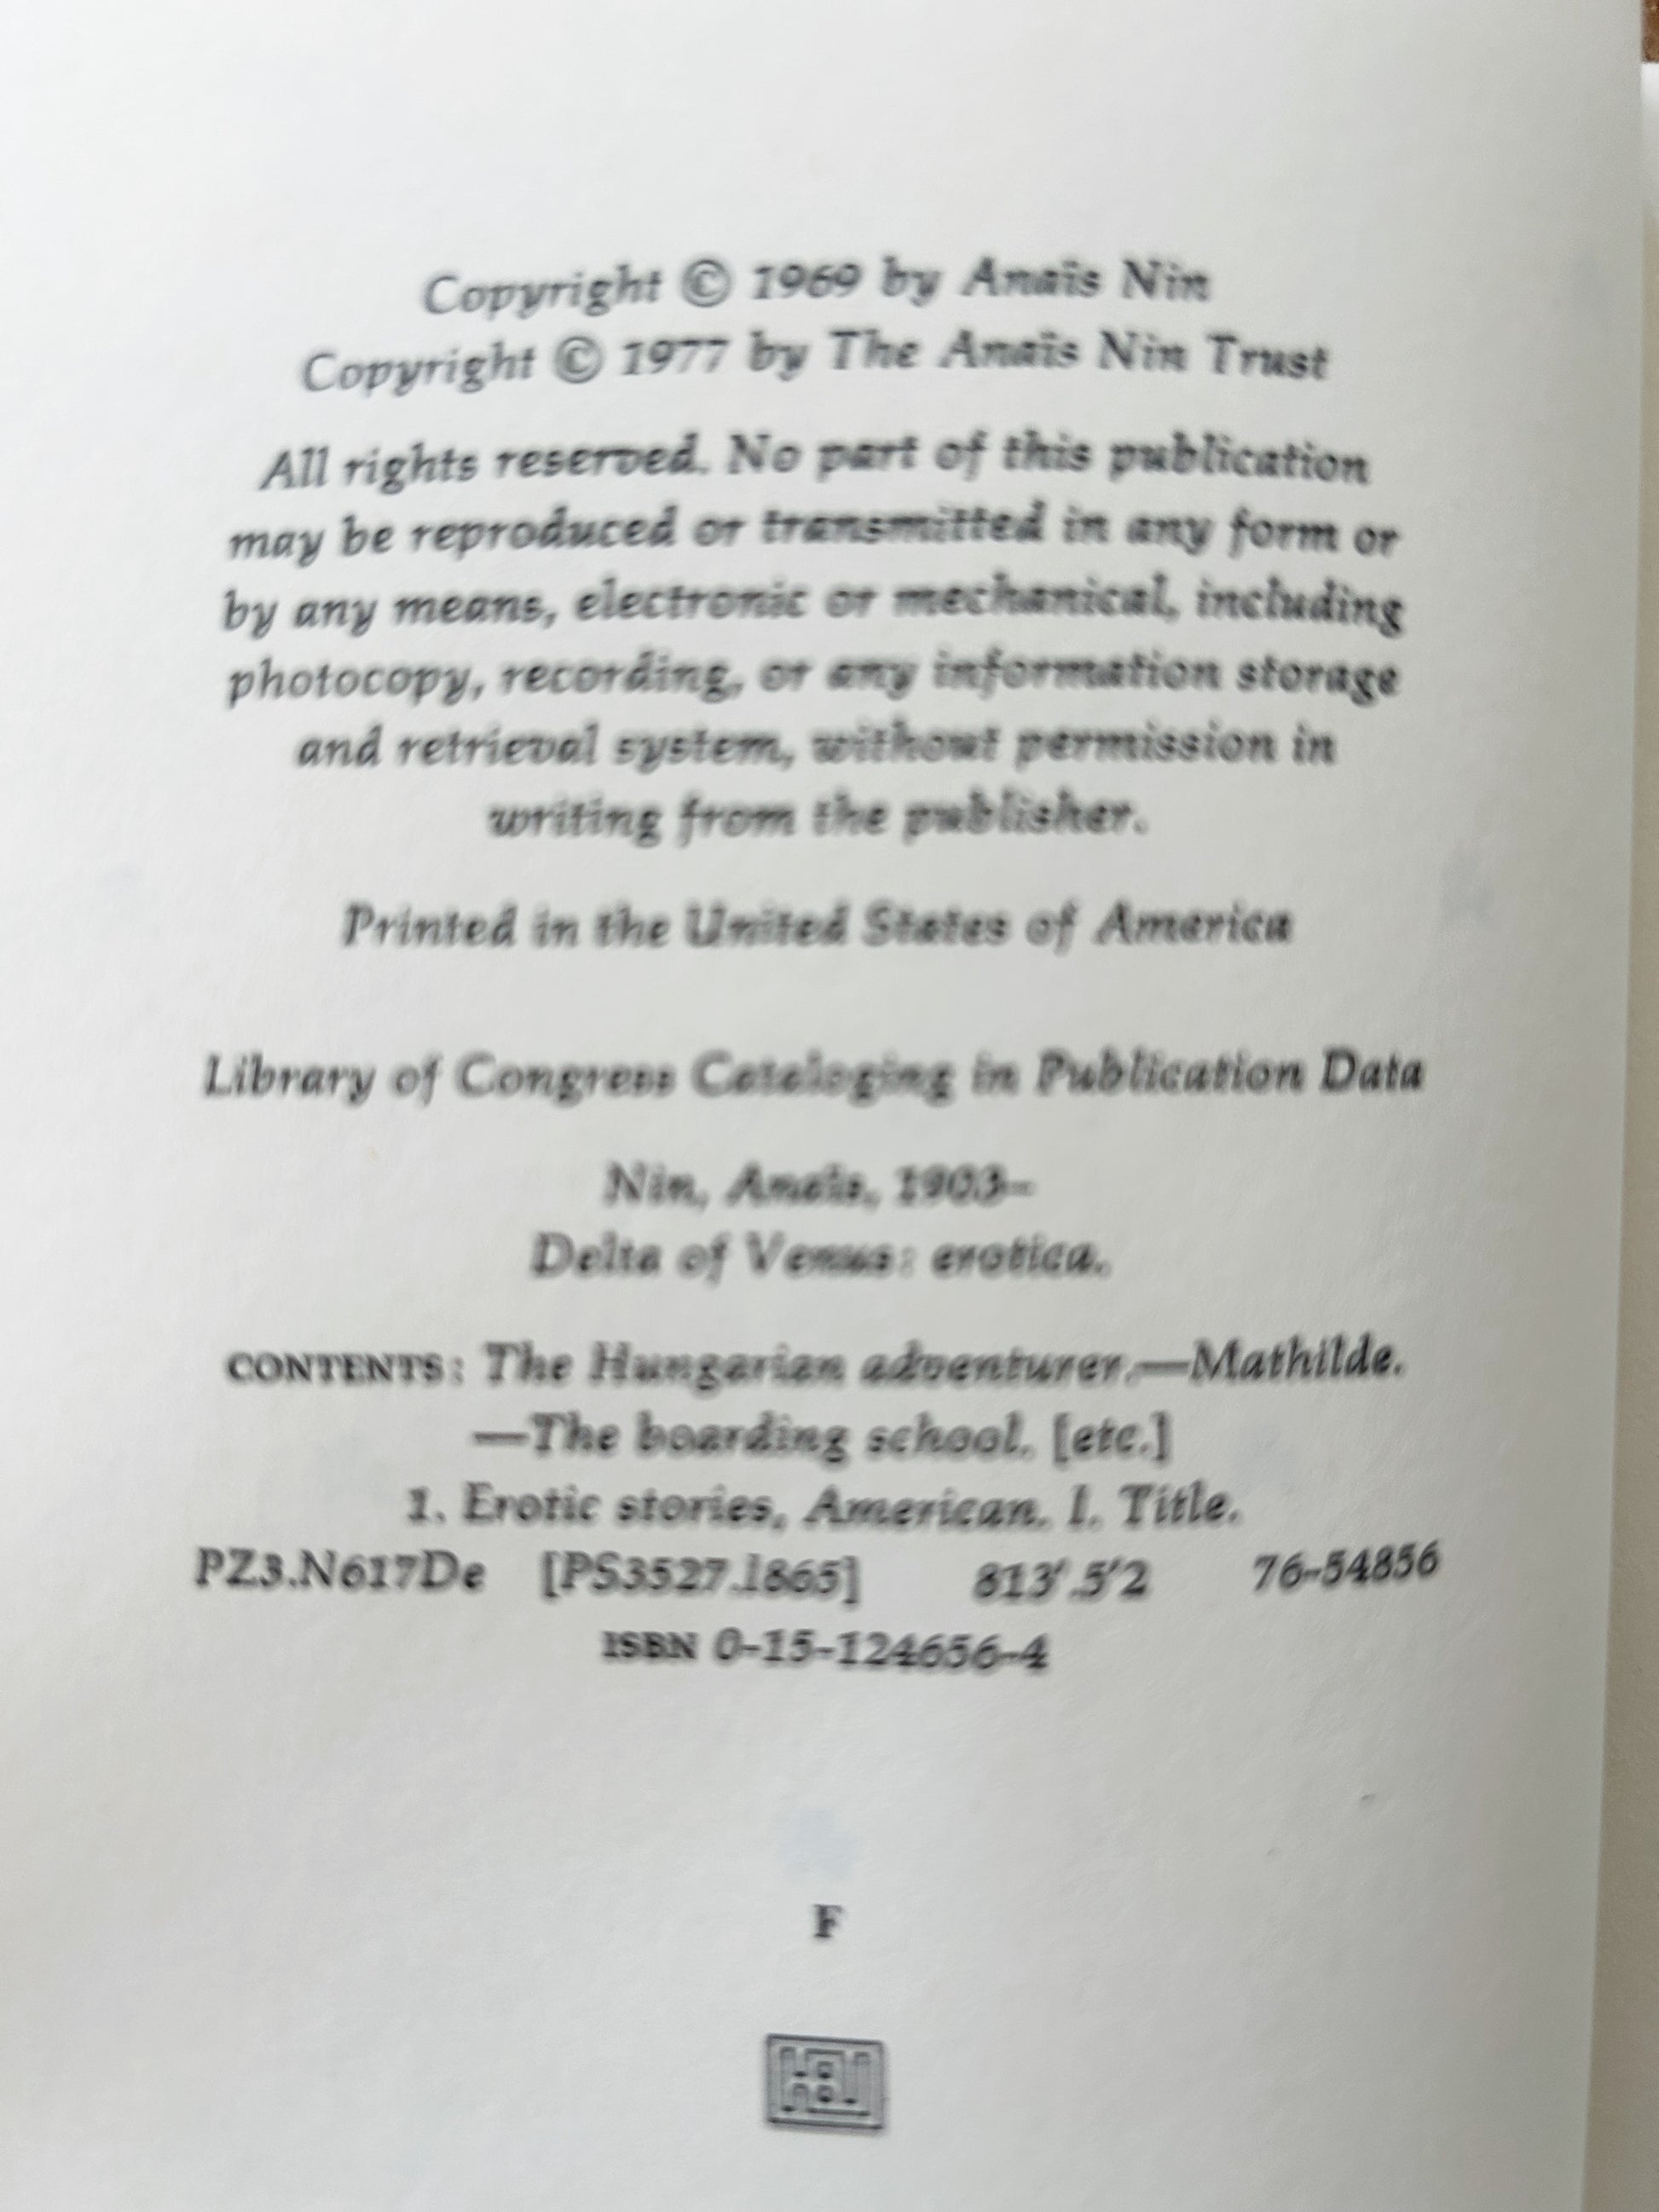 Copyright © 1969 by Anaïs Nin
Copyright © 1977 by The Anaïs Nin Trust
All rights reserved. No part of this publication
may be reproduced or transmitted in any form or
by any means, electronic or mechanical, including
photocopy, recording, or any information storage
and retrieval system, without permission in
writing from the publisher.
Printed in the United States of America
Library of Congress Cataloging in Publication Data
Nin, Anaïs, 1903–
Delta of Venus: erotica.
CONTENTS: The Hungarian adventurer.—Mathilde.
—The boarding school. [etc.]
1. Erotic stories, American. I. Title.
PZ3.N617De [PS3527.I865] 813'.5'2 76-54856
ISBN 0-15-124656-4
F
HBJ